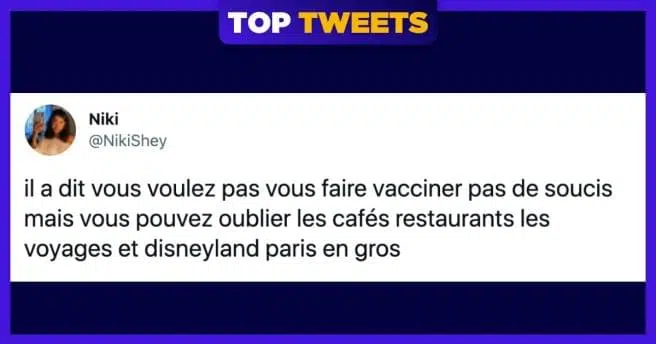 TOP TWEETS
Niki
@NikiShey
il a dit vous voulez pas vous faire vacciner pas de soucis
mais vous pouvez oublier les cafés restaurants les
voyages et disneyland paris en gros